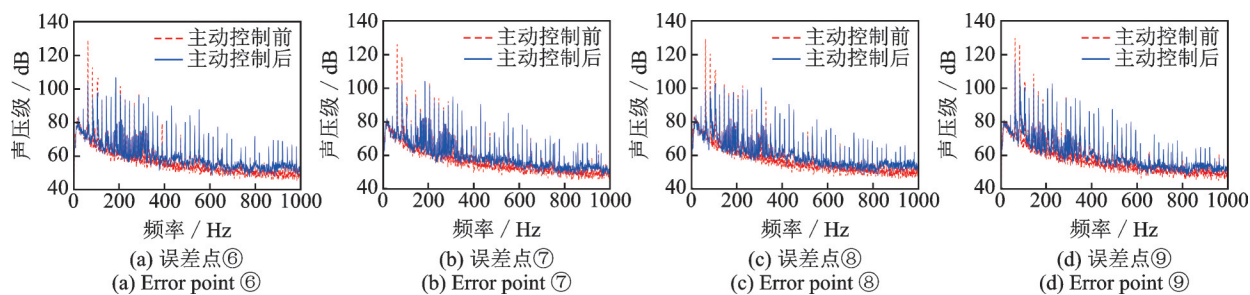 140
120
100
80
60
40
声压级 / dB
主动控制前
主动控制后
0 200 400 600 800 1000
频率 / Hz
(a) 误差点⑥
(a) Error point ⑥
140
120
100
80
60
40
声压级 / dB
主动控制前
主动控制后
0 200 400 600 800 1000
频率 / Hz
(b) 误差点⑦
(b) Error point ⑦
140
120
100
80
60
40
声压级 / dB
主动控制前
主动控制后
0 200 400 600 800 1000
频率 / Hz
(c) 误差点⑧
(c) Error point ⑧
140
120
100
80
60
40
声压级 / dB
主动控制前
主动控制后
0 200 400 600 800 1000
频率 / Hz
(d) 误差点⑨
(d) Error point ⑨